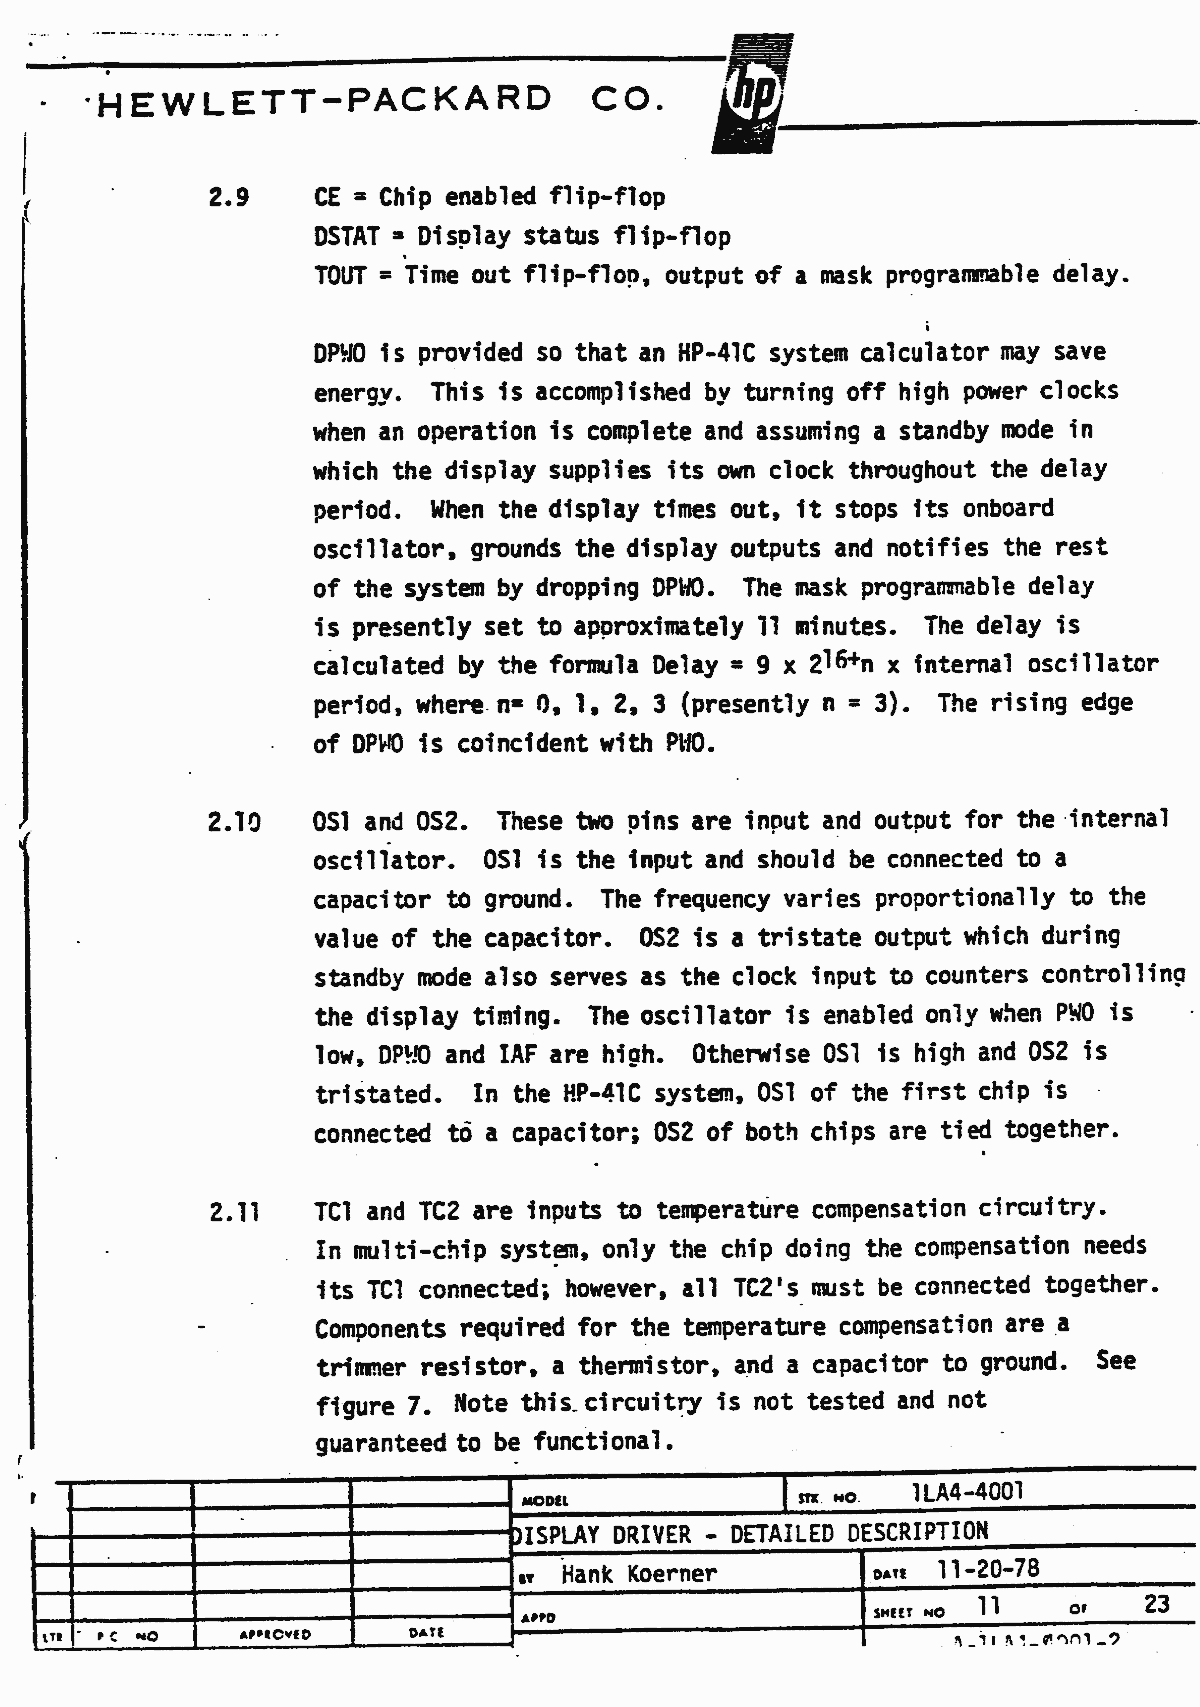 HEWLETT-PACKARD CO.
hp
2.9 CE = Chip enabled flip-flop
DSTAT = Display status flip-flop
TOUT = Time out flip-flop, output of a mask programmable delay.
DPWO is provided so that an HP-41C system calculator may save
energy. This is accomplished by turning off high power clocks
when an operation is complete and assuming a standby mode in
which the display supplies its own clock throughout the delay
period. When the display times out, it stops its onboard
oscillator, grounds the display outputs and notifies the rest
of the system by dropping DPWO. The mask programmable delay
is presently set to approximately 11 minutes. The delay is
calculated by the formula Delay = 9 x 2^16+n x internal oscillator
period, where n= 0, 1, 2, 3 (presently n = 3). The rising edge
of DPWO is coincident with PWO.
2.10 OS1 and OS2. These two pins are input and output for the internal
oscillator. OS1 is the input and should be connected to a
capacitor to ground. The frequency varies proportionally to the
value of the capacitor. OS2 is a tristate output which during
standby mode also serves as the clock input to counters controlling
the display timing. The oscillator is enabled only when PWO is
low, DPWO and IAF are high. Otherwise OS1 is high and OS2 is
tristated. In the HP-41C system, OS1 of the first chip is
connected to a capacitor; OS2 of both chips are tied together.
2.11 TC1 and TC2 are inputs to temperature compensation circuitry.
In multi-chip system, only the chip doing the compensation needs
its TC1 connected; however, all TC2's must be connected together.
Components required for the temperature compensation are a
trimmer resistor, a thermistor, and a capacitor to ground. See
figure 7. Note this circuitry is not tested and not
guaranteed to be functional.
MODEL STK. NO. 1LA4-4001
DISPLAY DRIVER - DETAILED DESCRIPTION
BY Hank Koerner DATE 11-20-78
APPD SHEET NO 11 OF 23
LTR PC NO APPROVED DATE